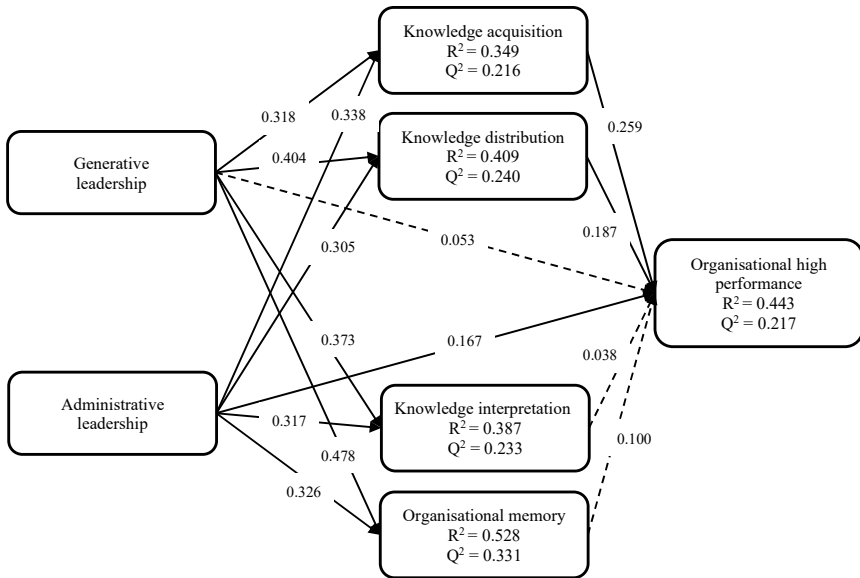 Knowledge acquisition
R² = 0.349
Q² = 0.216
0.318
0.338
0.259
Knowledge distribution
R² = 0.409
Q² = 0.240
Generative
leadership
0.404
0.053
0.187
0.305
Organisational high
performance
R² = 0.443
Q² = 0.217
0.373
0.167
0.038
Administrative
leadership
0.317
Knowledge interpretation
R² = 0.387
Q² = 0.233
0.100
0.478
0.326
Organisational memory
R² = 0.528
Q² = 0.331